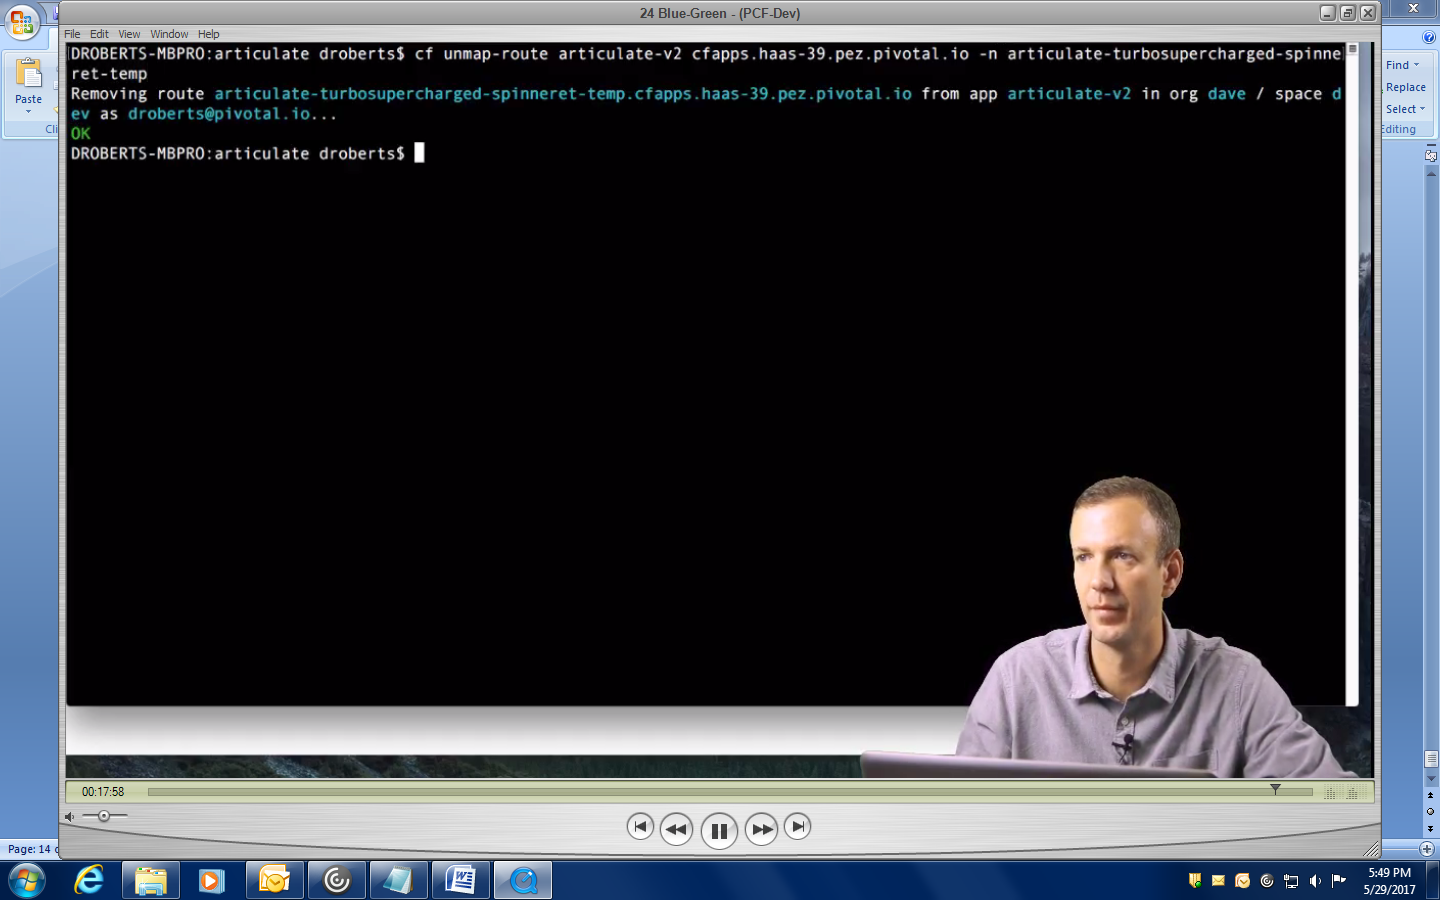 24 Blue-Green - (PCF-Dev)
File Edit View Window Help
DROBERTS-MBPRO:articulate droberts$ cf unmap-route articulate-v2 cfapps.haas-39.pez.pivotal.io -n articulate-turbosupercharged-spinne
ret-temp
Removing route articulate-turbosupercharged-spinneret-temp.cfapps.haas-39.pez.pivotal.io from app articulate-v2 in org dave / space d
ev as droberts@pivotal.io...
OK
DROBERTS-MBPRO:articulate droberts$
Paste
Find
Replace
Select
Editing
00:17:58
Page: 14
5:49 PM
5/29/2017